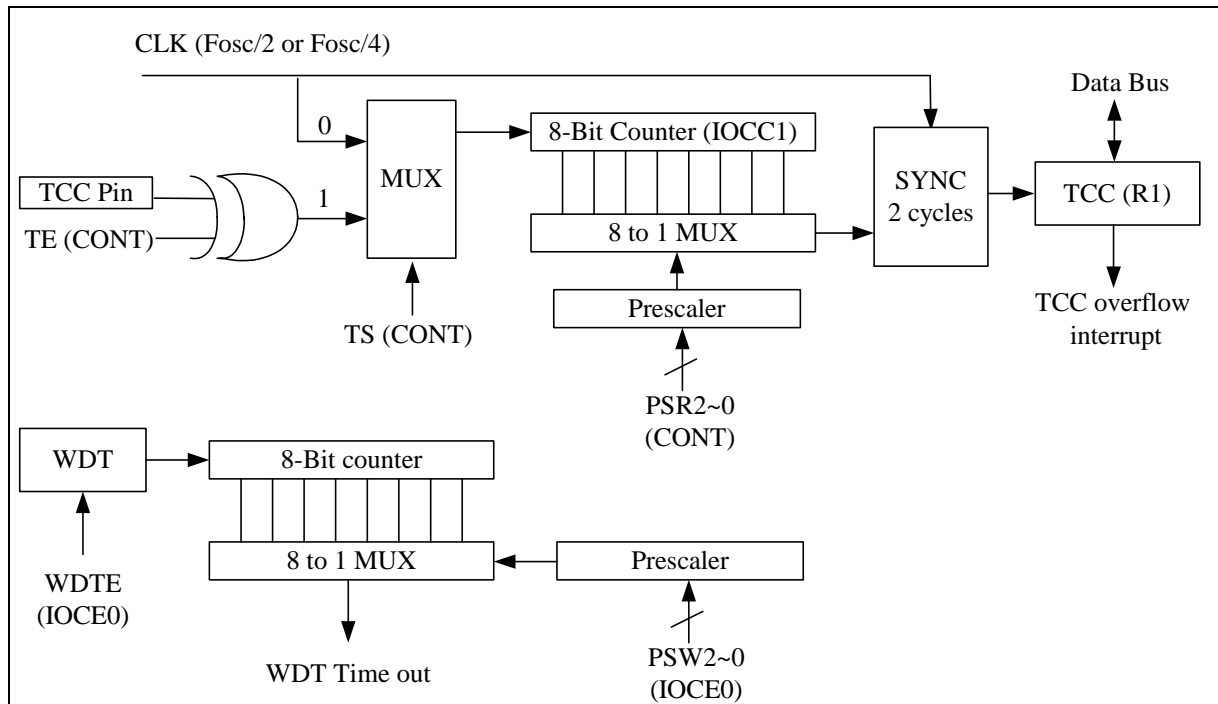 CLK (Fosc/2 or Fosc/4)
Data Bus
0
8-Bit Counter (IOCC1)
MUX
SYNC
2 cycles
TCC Pin
TCC (R1)
1
TE (CONT)
8 to 1 MUX
Prescaler
TS (CONT)
TCC overflow
interrupt
PSR2~0
(CONT)
WDT
8-Bit counter
8 to 1 MUX
Prescaler
WDTE
(IOCE0)
WDT Time out
PSW2~0
(IOCE0)